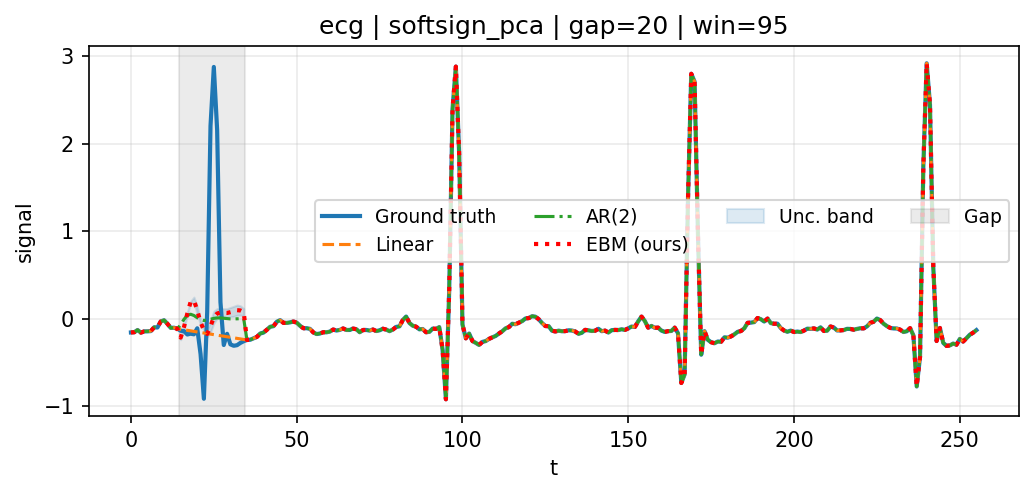 ecg | softsign_pca | gap=20 | win=95
3
2
1
0
−1
signal
Ground truth AR(2) Unc. band Gap
Linear EBM (ours)
0 50 100 150 200 250
t